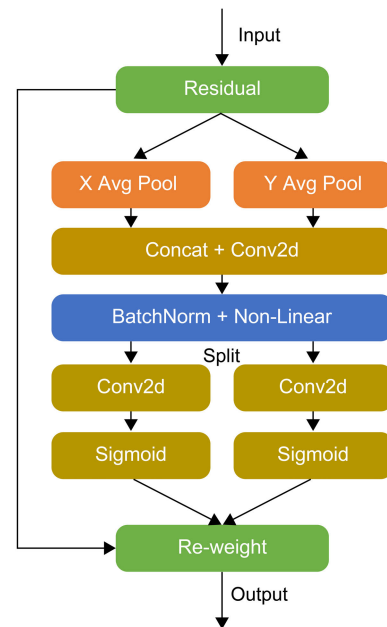 Input
Residual
X Avg Pool
Y Avg Pool
Concat + Conv2d
BatchNorm + Non-Linear
Split
Conv2d
Conv2d
Sigmoid
Sigmoid
Re-weight
Output